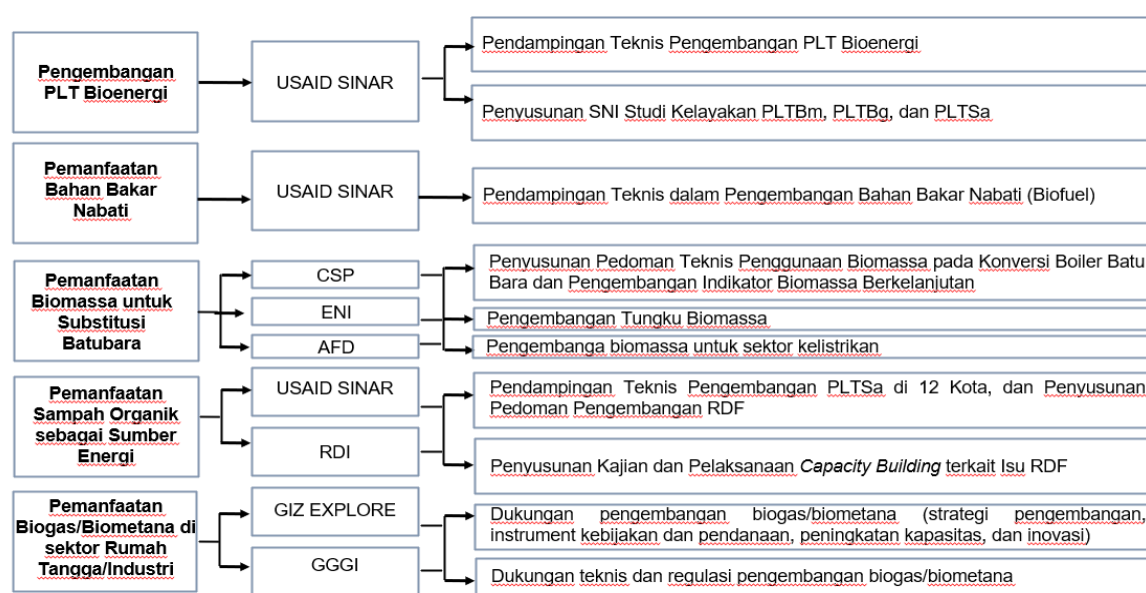 Pengembangan
PLT Bioenergi
USAID SINAR
Pendampingan Teknis Pengembangan PLT Bioenergi
Penyusunan SNI Studi Kelayakan PLTBm, PLTBg, dan PLTSa
Pemanfaatan
Bahan Bakar
Nabati
USAID SINAR
Pendampingan Teknis dalam Pengembangan Bahan Bakar Nabati (Biofuel)
Pemanfaatan
Biomassa untuk
Substitusi
Batubara
CSP
ENI
AFD
Penyusunan Pedoman Teknis Penggunaan Biomassa pada Konversi Boiler Batu
Bara dan Pengembangan Indikator Biomassa Berkelanjutan
Pengembangan Tungku Biomassa
Pengembanga biomassa untuk sektor kelistrikan
Pemanfaatan
Sampah Organik
sebagai Sumber
Energi
USAID SINAR
RDI
Pendampingan Teknis Pengembangan PLTSa di 12 Kota, dan Penyusunan
Pedoman Pengembangan RDF
Penyusunan Kajian dan Pelaksanaan Capacity Building terkait Isu RDF
Pemanfaatan
Biogas/Biometana di
sektor Rumah
Tangga/Industri
GIZ EXPLORE
GGGI
Dukungan pengembangan biogas/biometana (strategi pengembangan,
instrument kebijakan dan pendanaan, peningkatan kapasitas, dan inovasi)
Dukungan teknis dan regulasi pengembangan biogas/biometana